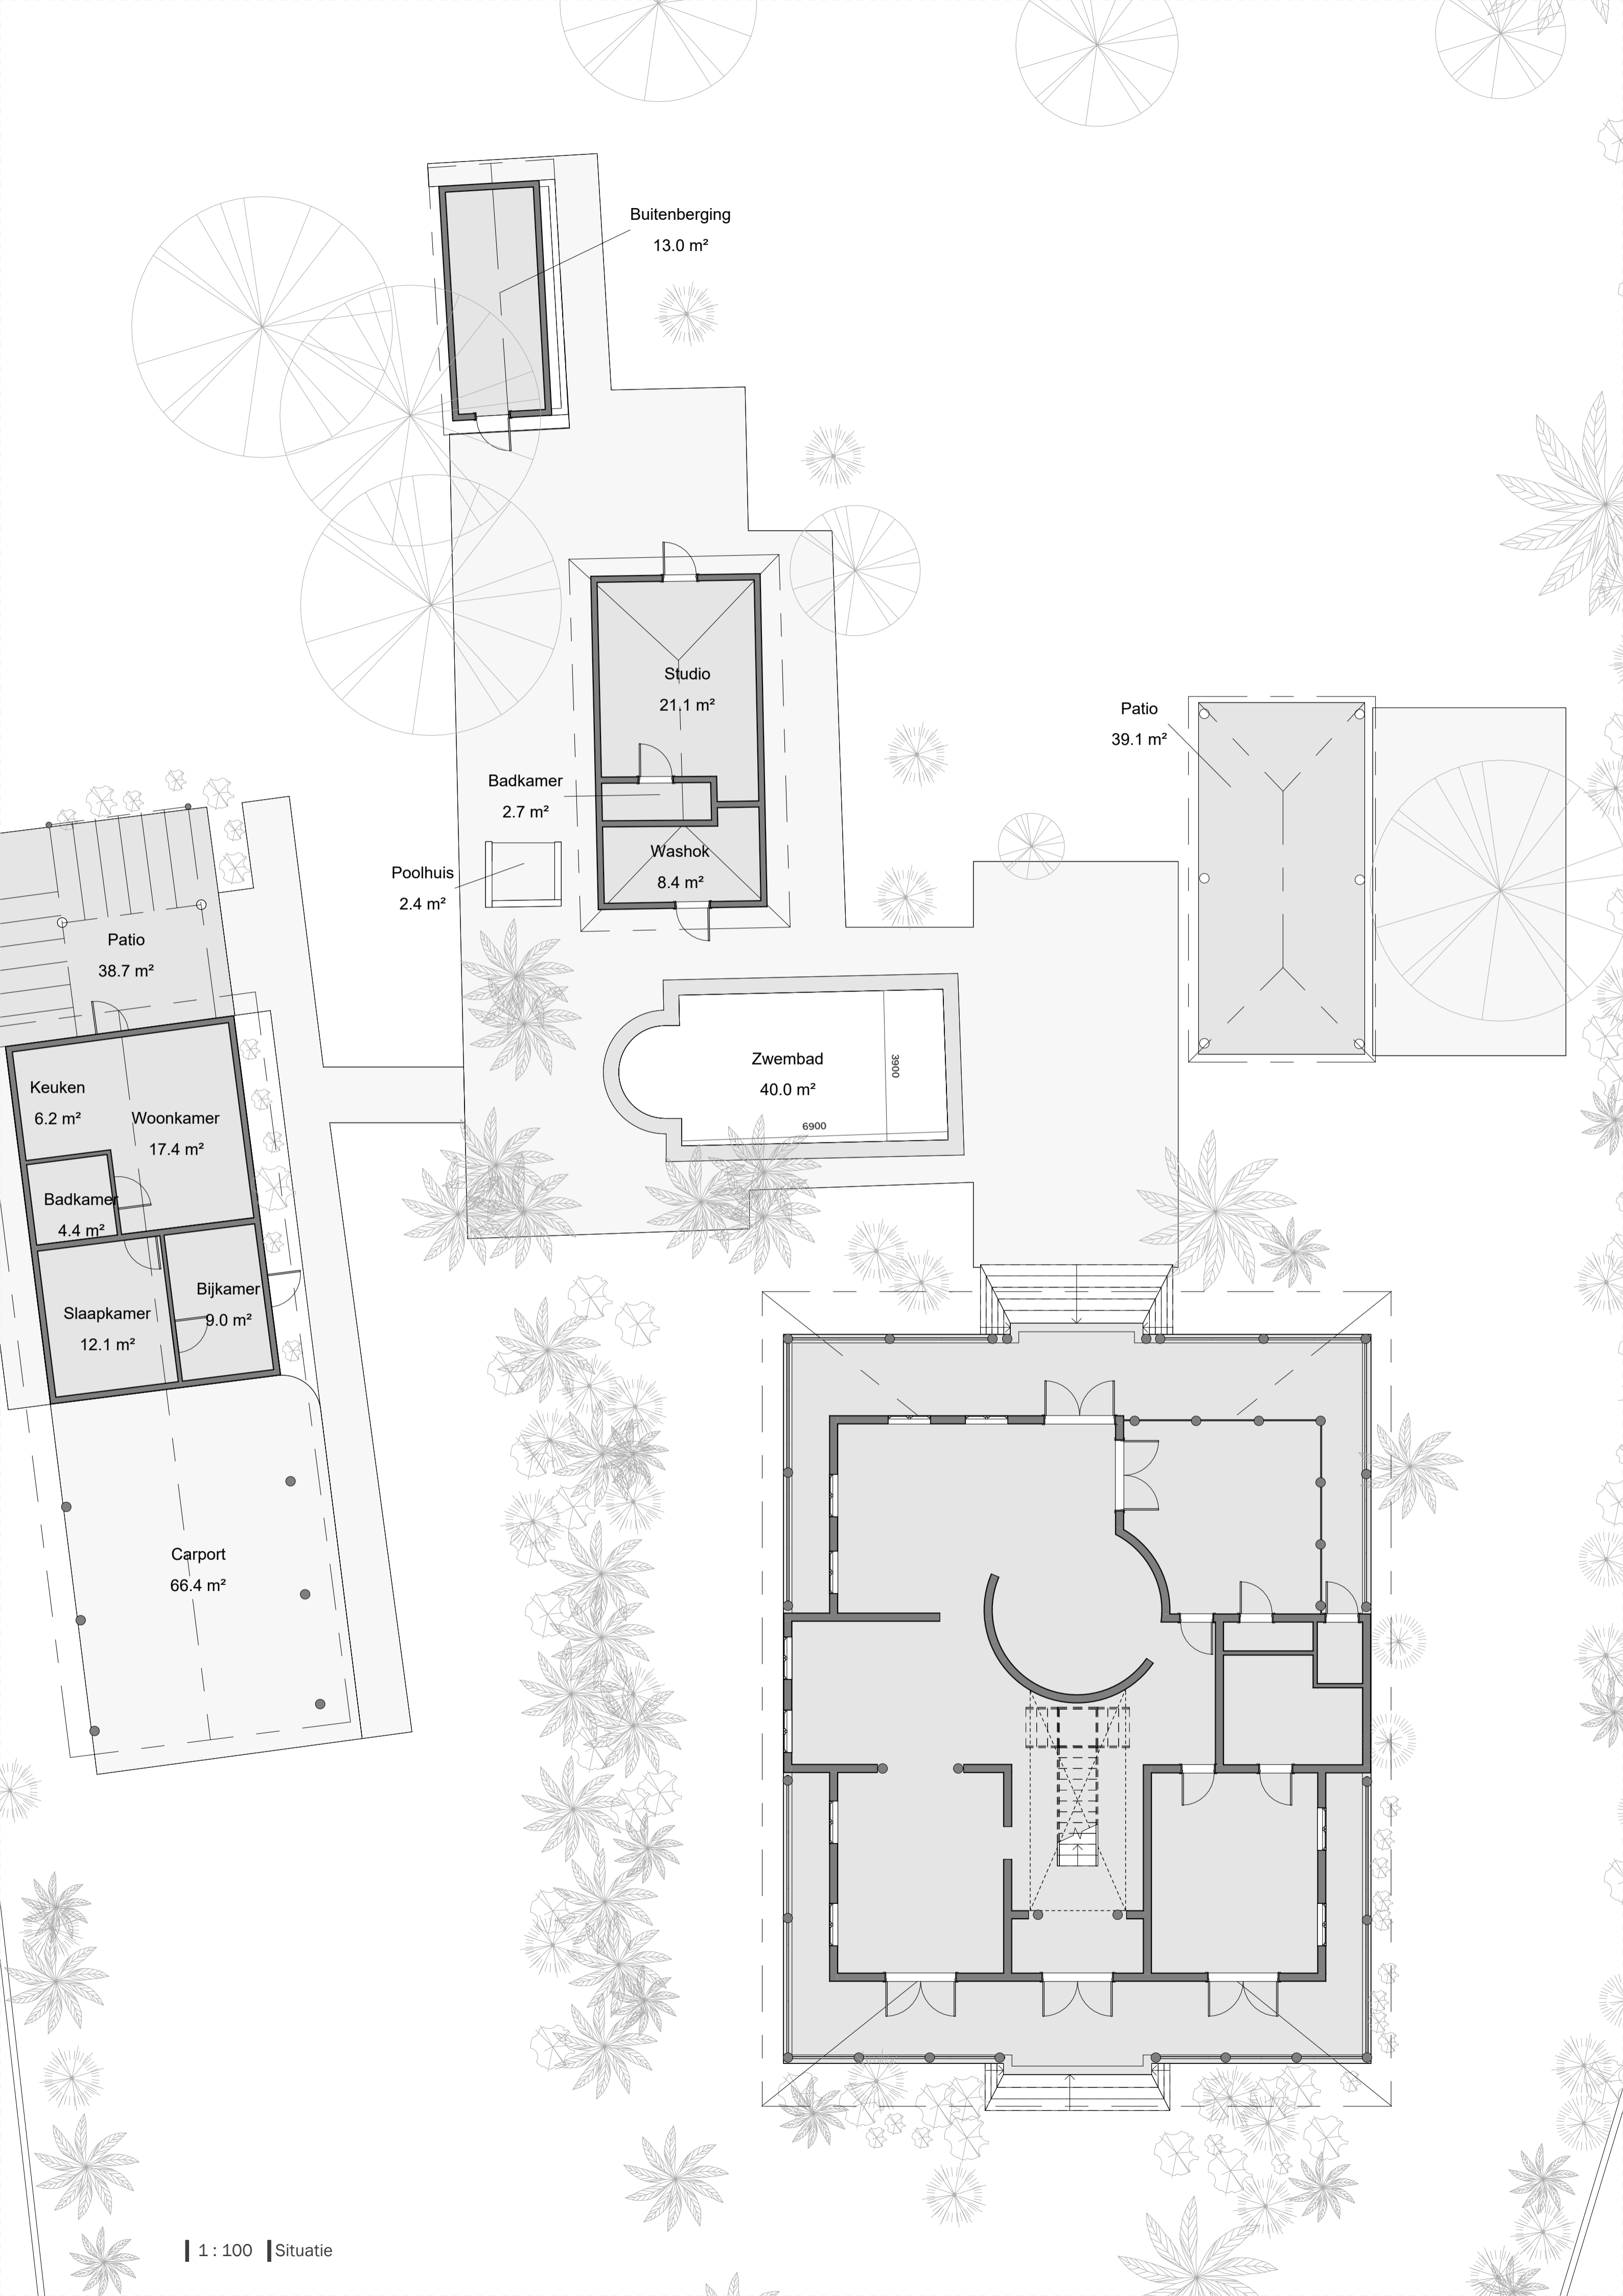 Buitenberging
13.0 m²
Studio
21.1 m²
Patio
39.1 m²
Badkamer
2.7 m²
Washok
8.4 m²
Poolhuis
2.4 m²
Patio
38.7 m²
Zwembad
40.0 m²
3900
6900
Keuken
6.2 m²
Woonkamer
17.4 m²
Badkamer
4.4 m²
Bijkamer
9.0 m²
Slaapkamer
12.1 m²
Carport
66.4 m²
1 : 100 Situatie